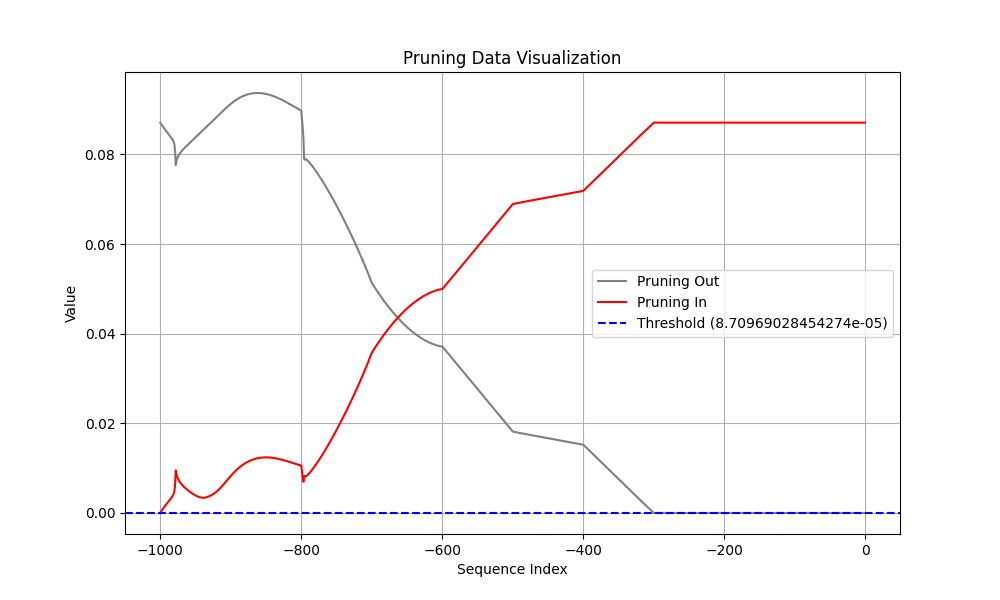 Pruning Data Visualization
Value
0.08
0.06
0.04
0.02
0.00
Pruning Out
Pruning In
Threshold (8.70969028454274e-05)
−1000
−800
−600
−400
−200
0
Sequence Index